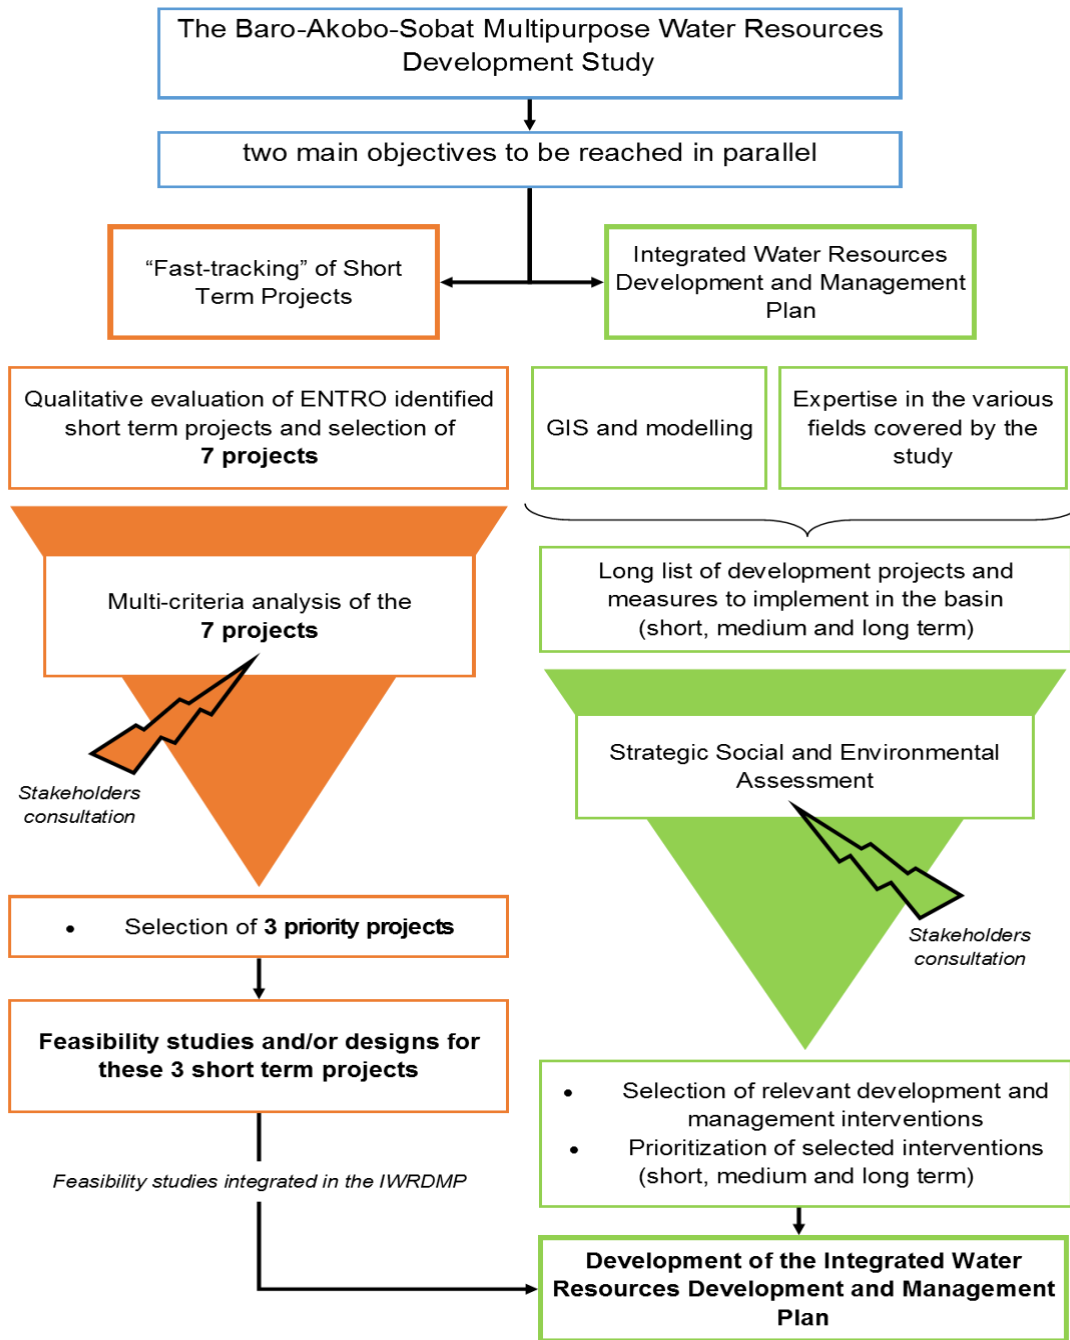 The Baro-Akobo-Sobat Multipurpose Water Resources
Development Study
two main objectives to be reached in parallel
“Fast-tracking” of Short
Term Projects
Integrated Water Resources
Development and Management
Plan
Qualitative evaluation of ENTRO identified
short term projects and selection of
7 projects
GIS and modelling
Expertise in the various
fields covered by the
study
Multi-criteria analysis of the
7 projects
Stakeholders
consultation
Long list of development projects and
measures to implement in the basin
(short, medium and long term)
Strategic Social and Environmental
Assessment
Stakeholders
consultation
• Selection of 3 priority projects
Feasibility studies and/or designs for
these 3 short term projects
Feasibility studies integrated in the IWRDMP
• Selection of relevant development and
management interventions
• Prioritization of selected interventions
(short, medium and long term)
Development of the Integrated Water
Resources Development and Management
Plan